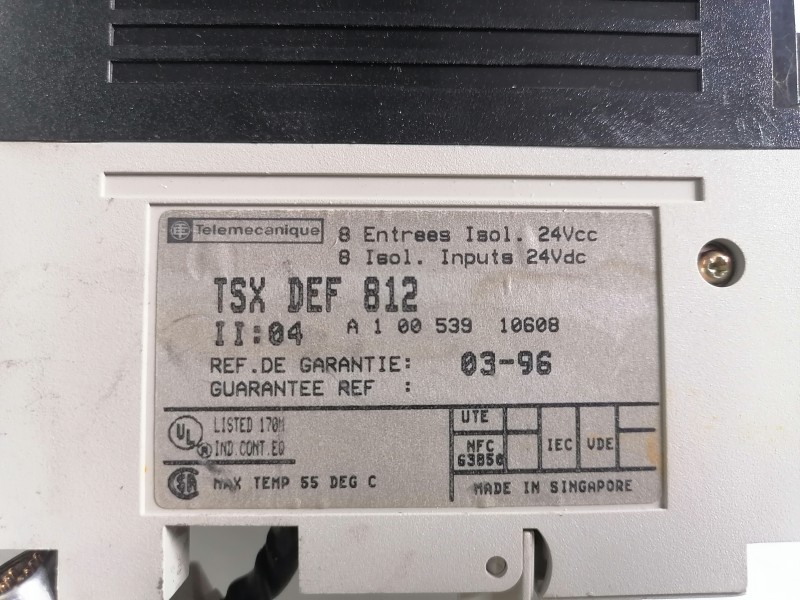 Telemecanique
8 Entrees Isol. 24Vcc
8 Isol. Inputs 24Vdc
TSX DEF 812
II:04 A 1 00 539 10608
REF.DE GARANTIE: 03-96
GUARANTEE REF :
UL LISTED 170M
IND.CONT.EQ
MAX TEMP 55 DEG C
UTE
NFC IEC VDE
63850
MADE IN SINGAPORE